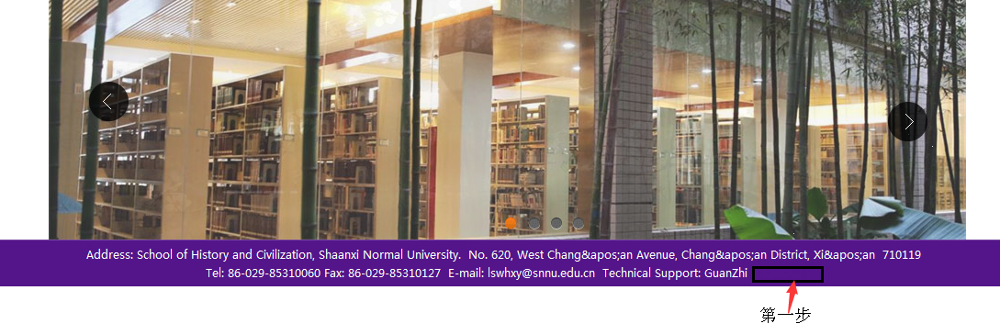 Address: School of History and Civilization, Shaanxi Normal University.  No. 620, West Chang&apos;an Avenue, Chang&apos;an District, Xi&apos;an  710119
Tel: 86-029-85310060 Fax: 86-029-85310127  E-mail: lswhxy@snnu.edu.cn  Technical Support: GuanZhi
第一步